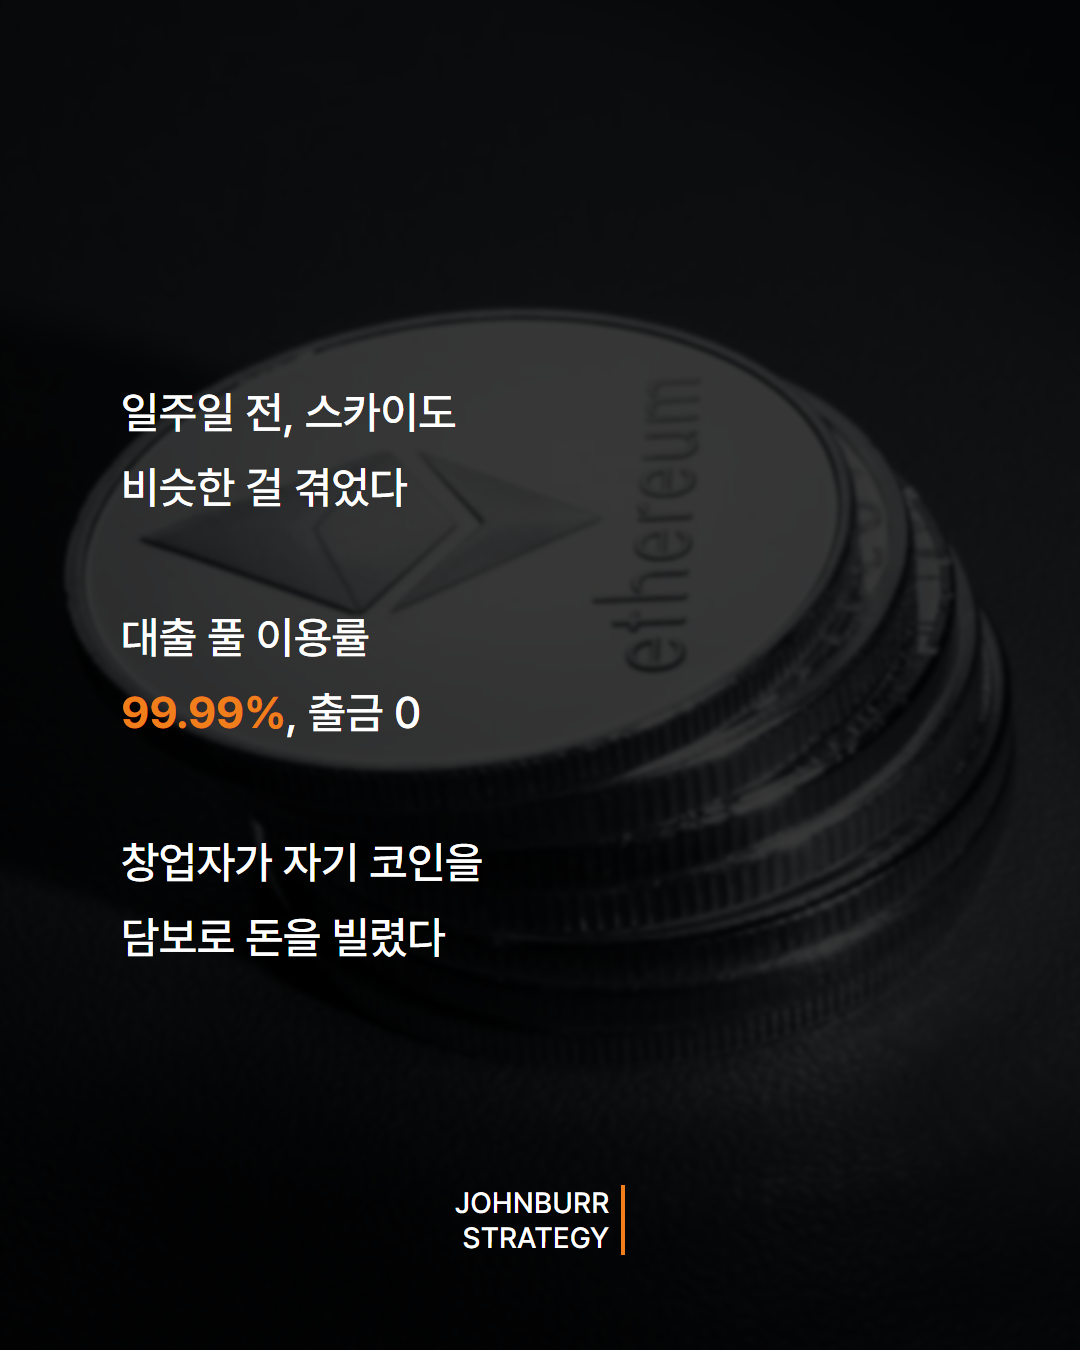 일주일 전, 스카이도
비슷한 걸 겪었다
대출 풀 이용률
99.99%, 출금 0
창업자가 자기 코인을
담보로 돈을 빌렸다
ethereum
JOHNBURR
STRATEGY